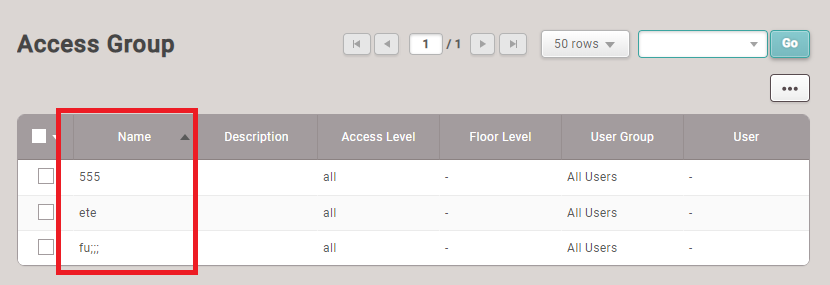 Access Group 1 / 1 50 rows Go
•••
Name Description Access Level Floor Level User Group User
555 all - All Users -
ete all - All Users -
fu;;; all - All Users -